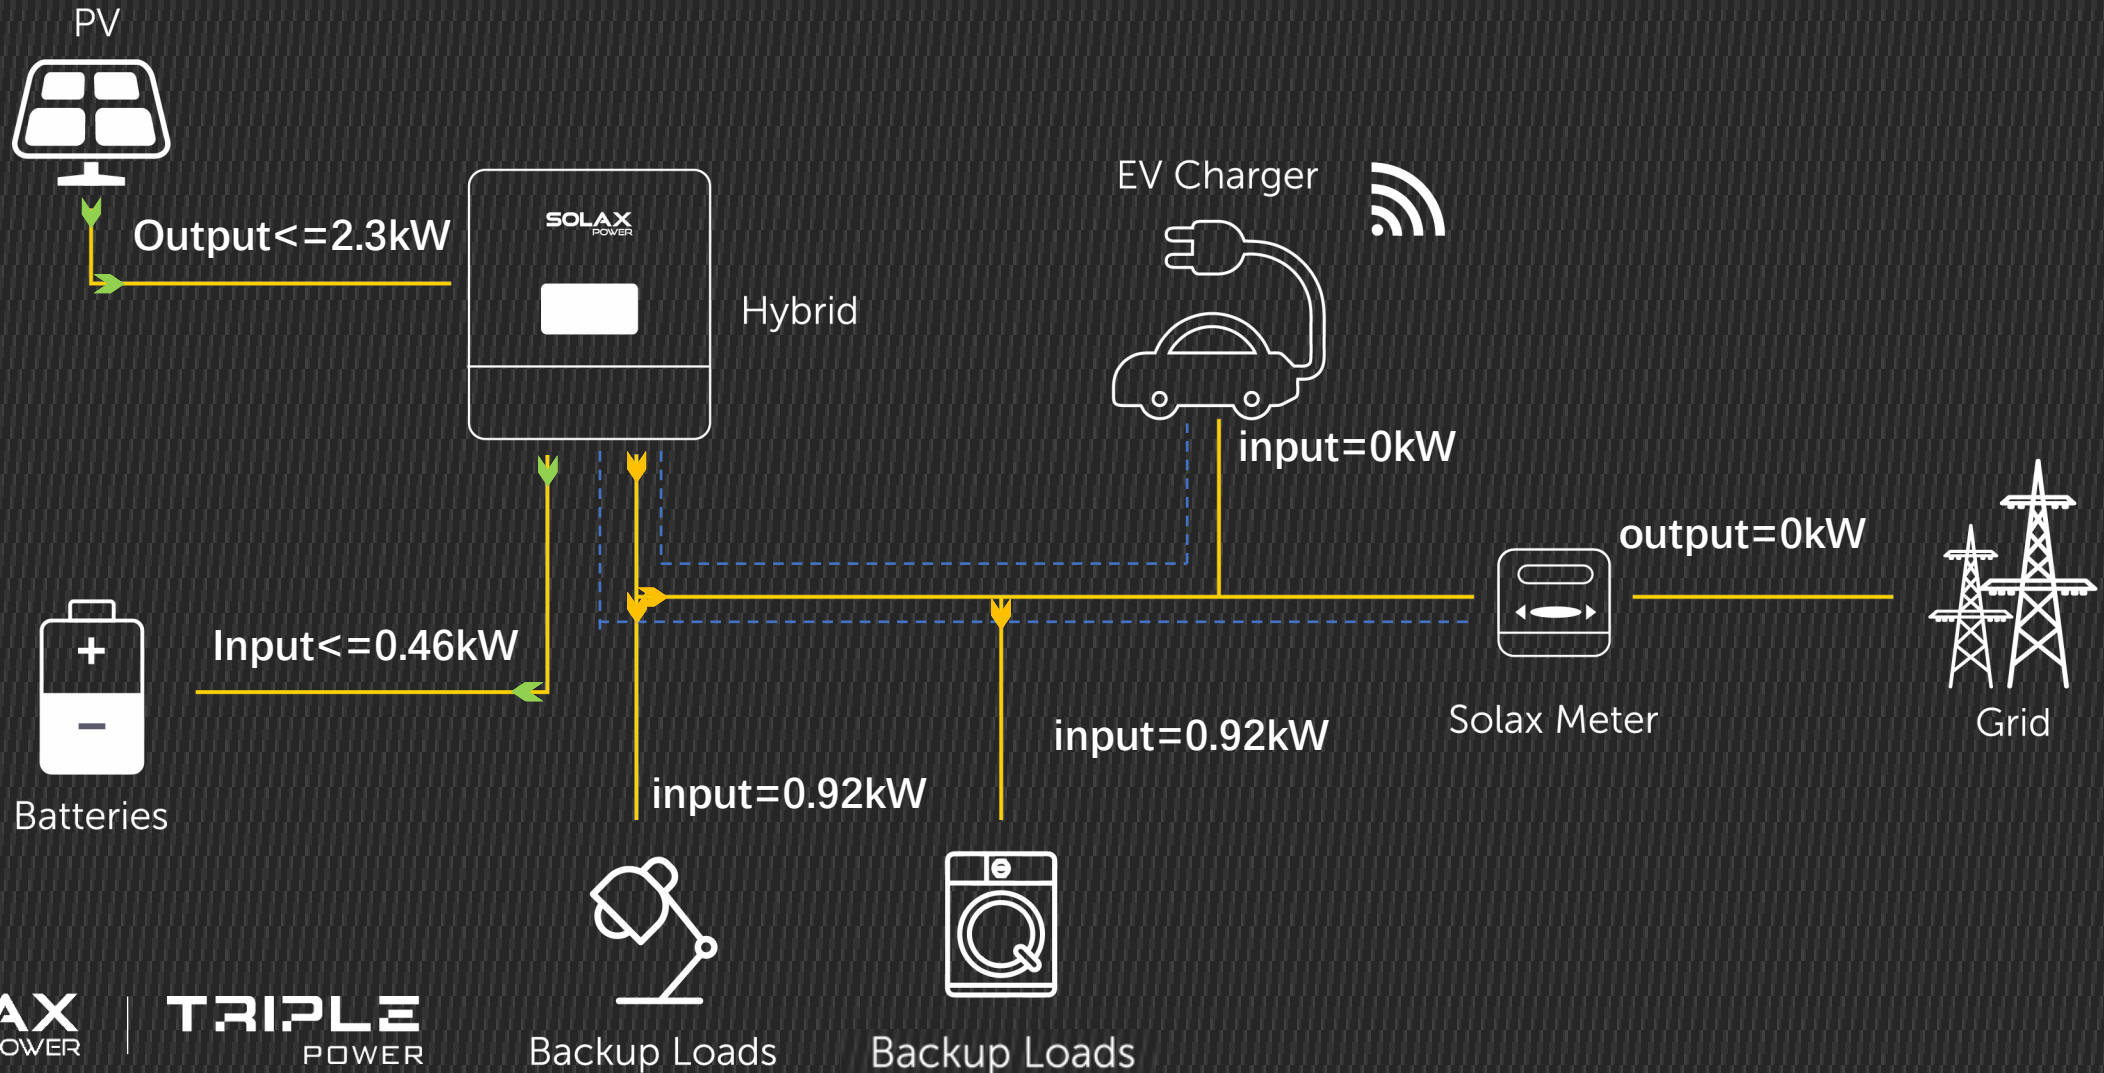 PV
Output<=2.3kW
SOLAX
POWER
Hybrid
EV Charger
input=0kW
output=0kW
Input<=0.46kW
+
−
Batteries
input=0.92kW
input=0.92kW
Solax Meter
Grid
AX
OWER
TRIPLE
POWER
Backup Loads
Backup Loads